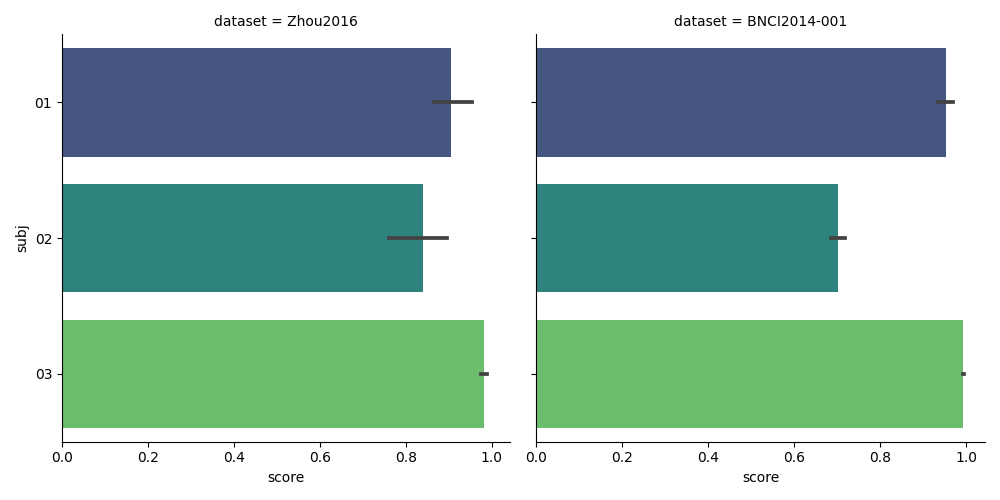 dataset = Zhou2016
dataset = BNCI2014-001
subj
01
02
03
0.0 0.2 0.4 0.6 0.8 1.0
0.0 0.2 0.4 0.6 0.8 1.0
score
score